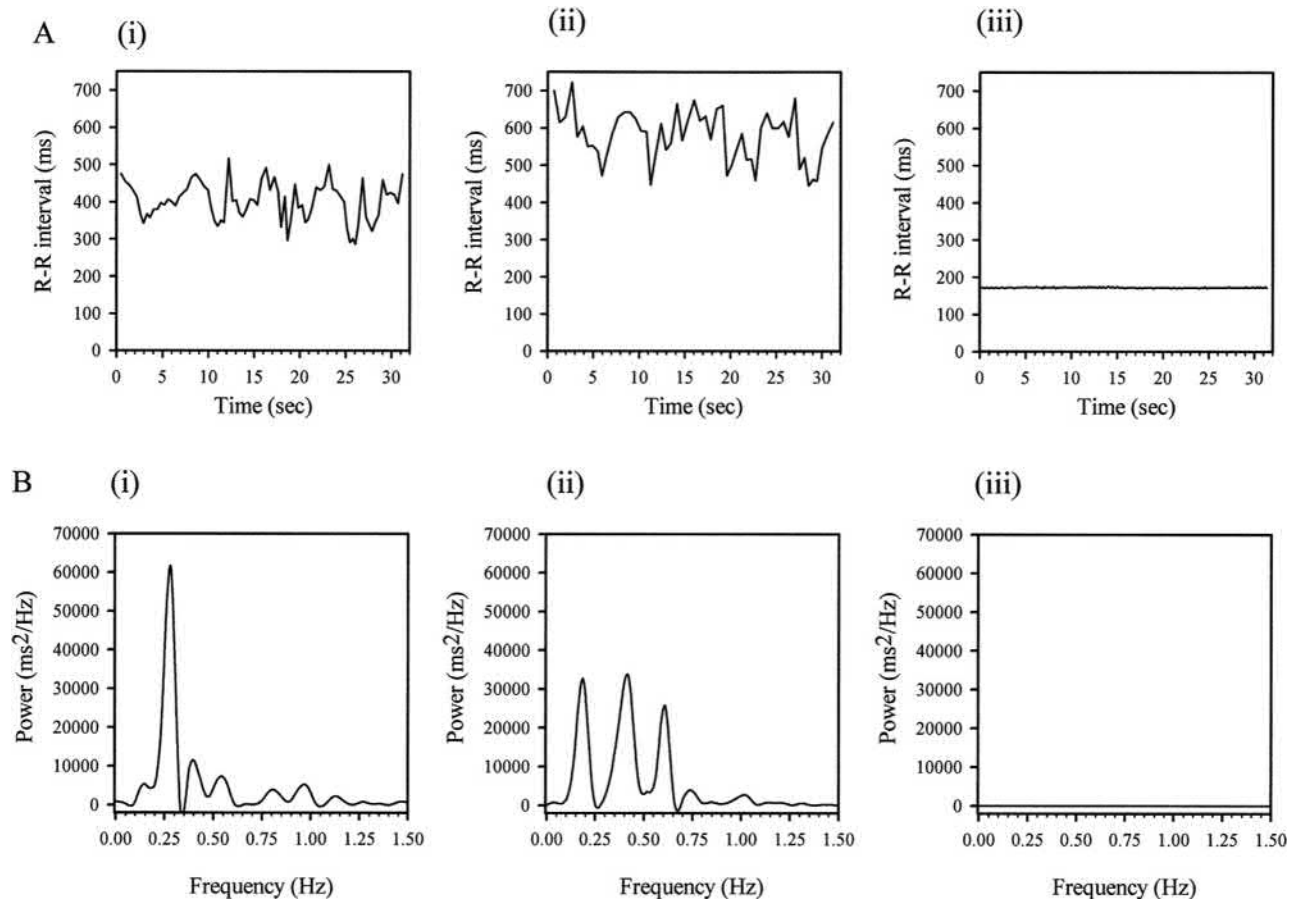 A (i) (ii) (iii)
R-R interval (ms)
700
600
500
400
300
200
100
0
0 5 10 15 20 25 30
Time (sec)
R-R interval (ms)
700
600
500
400
300
200
100
0
0 5 10 15 20 25 30
Time (sec)
R-R interval (ms)
700
600
500
400
300
200
100
0
0 5 10 15 20 25 30
Time (sec)
B (i) (ii) (iii)
Power (ms2/Hz)
70000
60000
50000
40000
30000
20000
10000
0
0.00 0.25 0.50 0.75 1.00 1.25 1.50
Frequency (Hz)
Power (ms2/Hz)
70000
60000
50000
40000
30000
20000
10000
0
0.00 0.25 0.50 0.75 1.00 1.25 1.50
Frequency (Hz)
Power (ms2/Hz)
70000
60000
50000
40000
30000
20000
10000
0
0.00 0.25 0.50 0.75 1.00 1.25 1.50
Frequency (Hz)